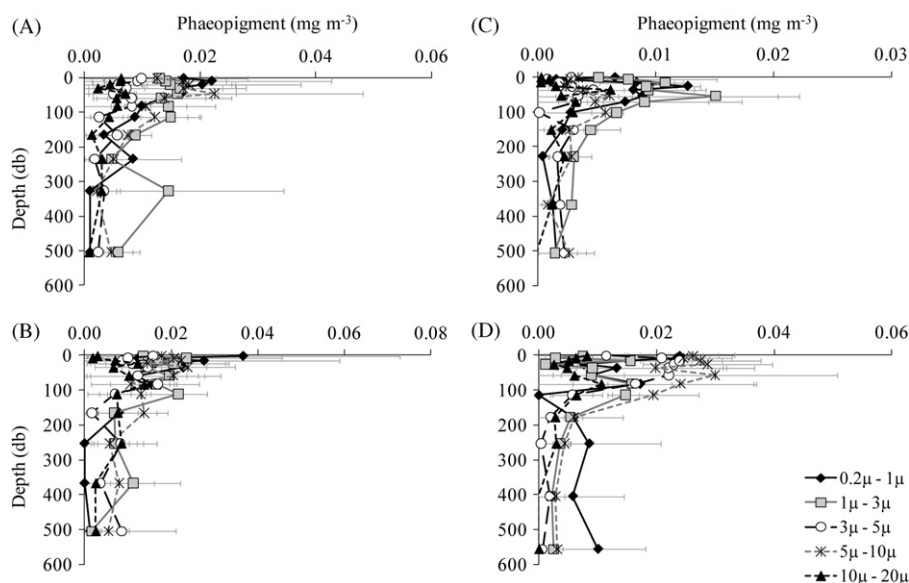 (A) Phaeopigment (mg m⁻³)
0.00 0.02 0.04 0.06
0
100
200
300
400
500
600
Depth (db)
(C) Phaeopigment (mg m⁻³)
0.00 0.01 0.02 0.03
0
100
200
300
400
500
600
Depth (db)
(B)
0.00 0.02 0.04 0.06 0.08
0
100
200
300
400
500
600
Depth (db)
(D)
0.00 0.02 0.04 0.06
0
100
200
300
400
500
600
Depth (db)
0.2µ - 1µ
1µ - 3µ
3µ - 5µ
5µ - 10µ
10µ - 20µ